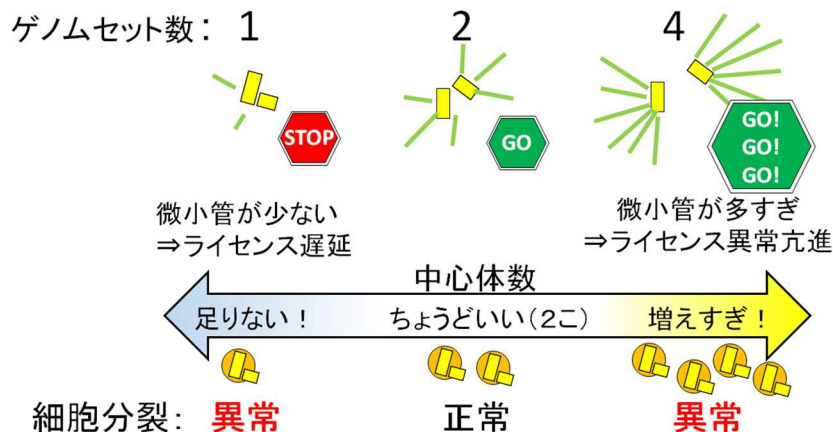 ゲノムセット数： 1 2 4
STOP
GO
GO!
GO!
GO!
微小管が少ない
⇒ライセンス遅延
微小管が多すぎ
⇒ライセンス異常亢進
中心体数
足りない！ ちょうどいい（２こ） 増えすぎ！
細胞分裂： 異常 正常 異常